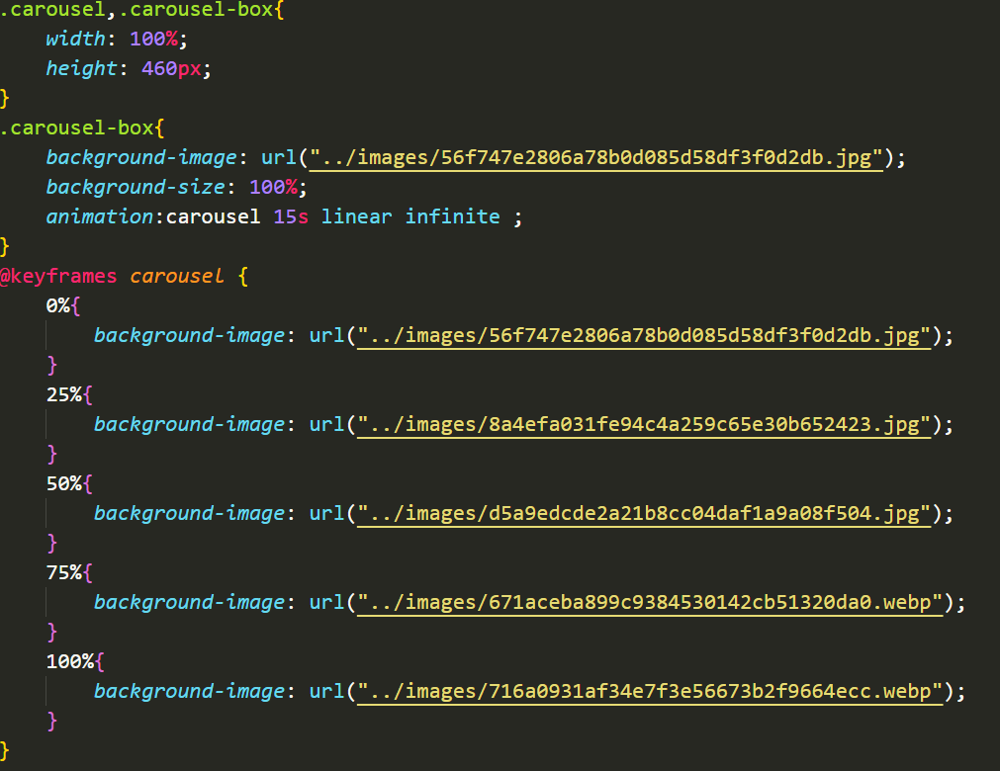 .carousel,.carousel-box{
    width: 100%;
    height: 460px;
}
.carousel-box{
    background-image: url("../images/56f747e2806a78b0d085d58df3f0d2db.jpg");
    background-size: 100%;
    animation:carousel 15s linear infinite ;
}
@keyframes carousel {
    0%{
        background-image: url("../images/56f747e2806a78b0d085d58df3f0d2db.jpg");
    }
    25%{
        background-image: url("../images/8a4efa031fe94c4a259c65e30b652423.jpg");
    }
    50%{
        background-image: url("../images/d5a9edcde2a21b8cc04daf1a9a08f504.jpg");
    }
    75%{
        background-image: url("../images/671aceba899c9384530142cb51320da0.webp");
    }
    100%{
        background-image: url("../images/716a0931af34e7f3e56673b2f9664ecc.webp");
    }
}